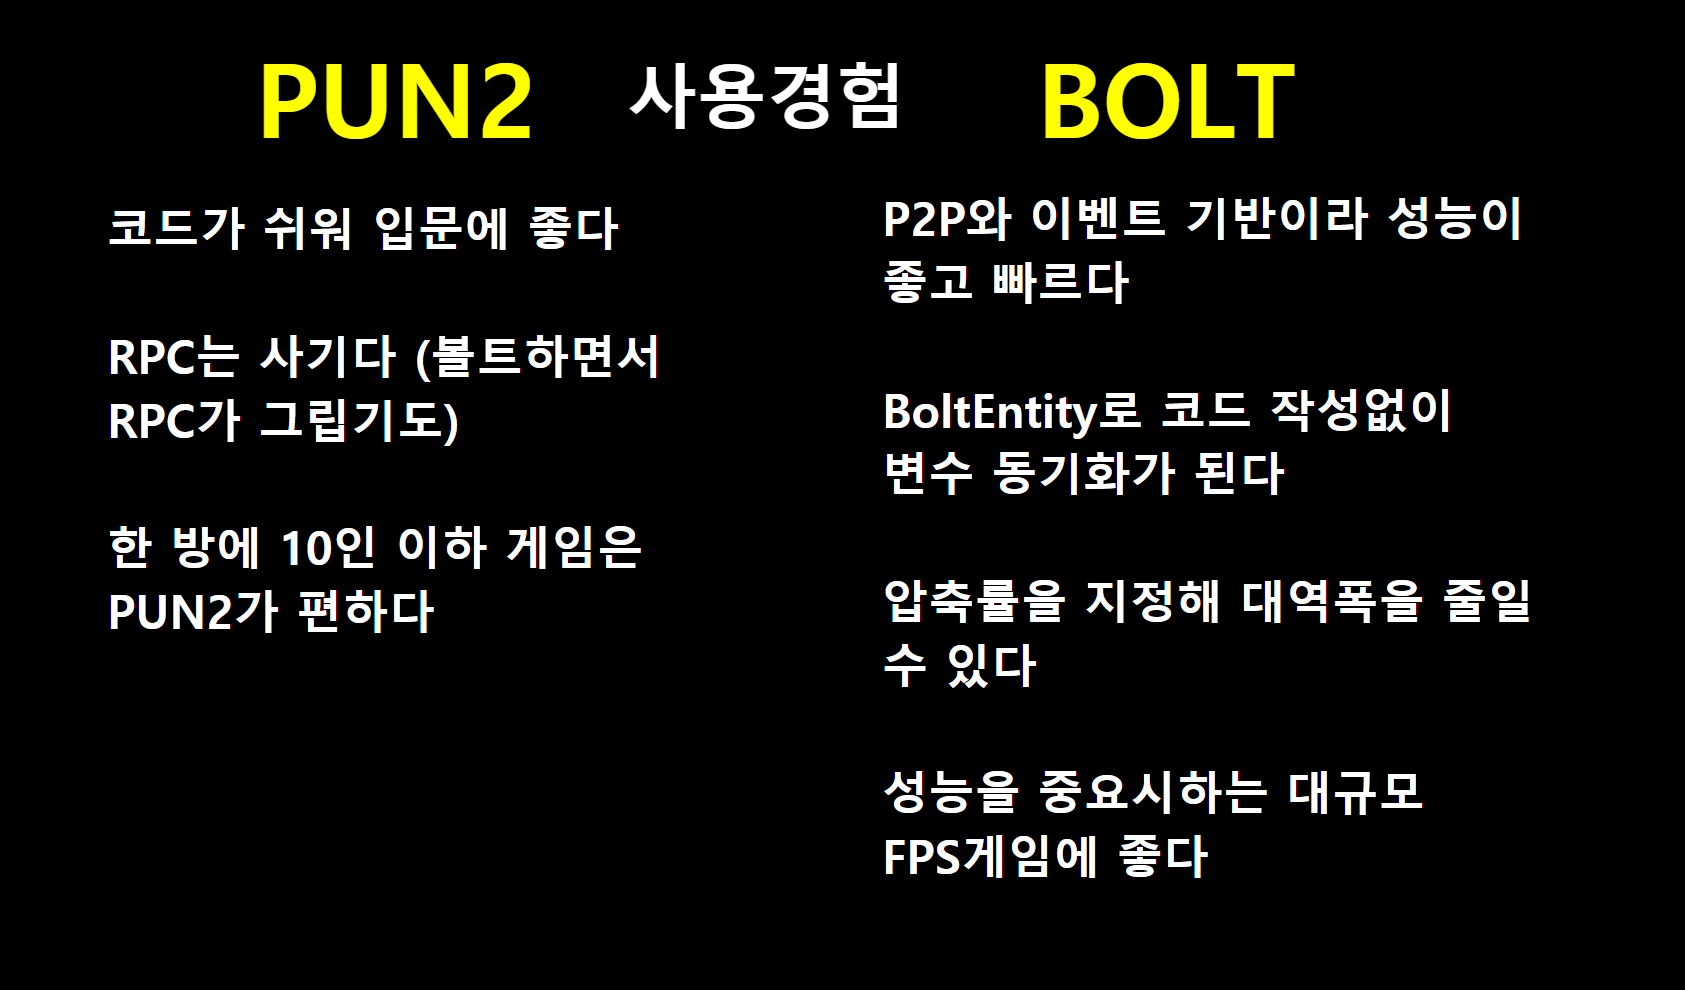 PUN2 사용경험 BOLT
코드가 쉬워 입문에 좋다
RPC는 사기다 (볼트하면서
RPC가 그립기도)
한 방에 10인 이하 게임은
PUN2가 편하다
P2P와 이벤트 기반이라 성능이
좋고 빠르다
BoltEntity로 코드 작성없이
변수 동기화가 된다
압축률을 지정해 대역폭을 줄일
수 있다
성능을 중요시하는 대규모
FPS게임에 좋다